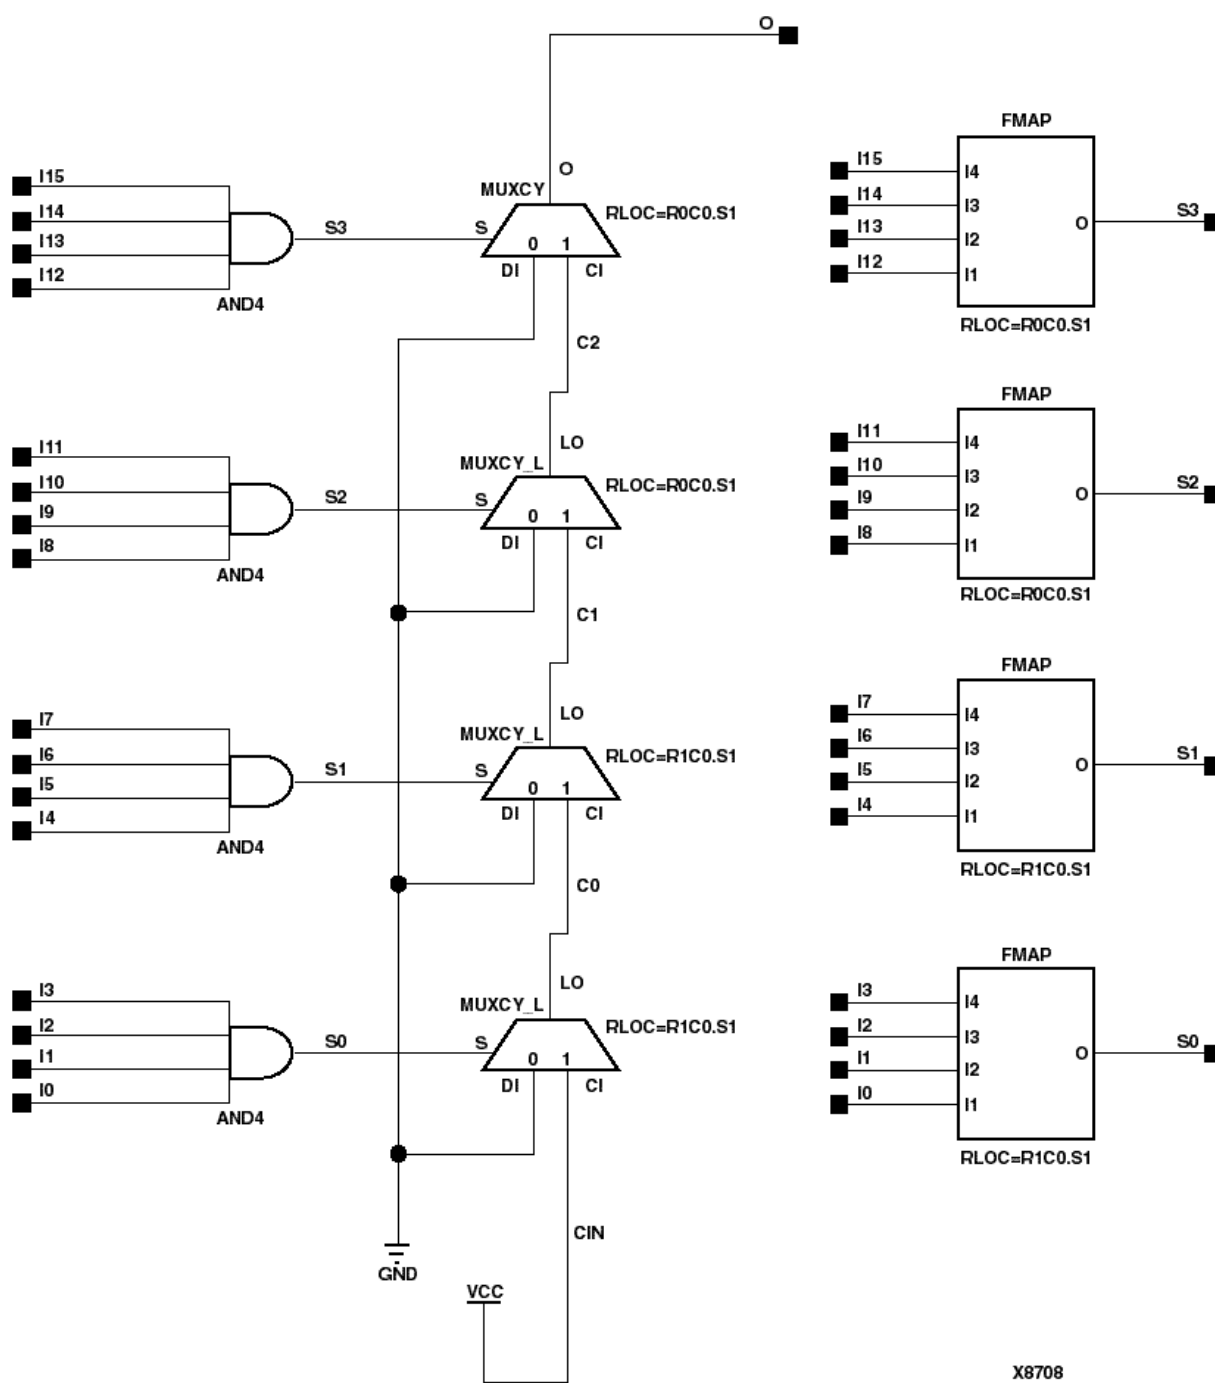 O
FMAP
I15
I14
I13
I12
AND4
S3
MUXCY
O
RLOC=R0C0.S1
S
0 1
DI
CI
C2
I15
I14
I13
I12
I4
I3
I2
I1
O
S3
RLOC=R0C0.S1
FMAP
I11
I10
I9
I8
AND4
S2
LO
MUXCY_L
RLOC=R0C0.S1
S
0 1
DI
CI
C1
I11
I10
I9
I8
I4
I3
I2
I1
O
S2
RLOC=R0C0.S1
FMAP
I7
I6
I5
I4
AND4
S1
LO
MUXCY_L
RLOC=R1C0.S1
S
0 1
DI
CI
C0
I7
I6
I5
I4
I4
I3
I2
I1
O
S1
RLOC=R1C0.S1
FMAP
I3
I2
I1
I0
AND4
S0
LO
MUXCY_L
RLOC=R1C0.S1
S
0 1
DI
CI
I3
I2
I1
I0
I4
I3
I2
I1
O
S0
RLOC=R1C0.S1
CIN
GND
VCC
X8708